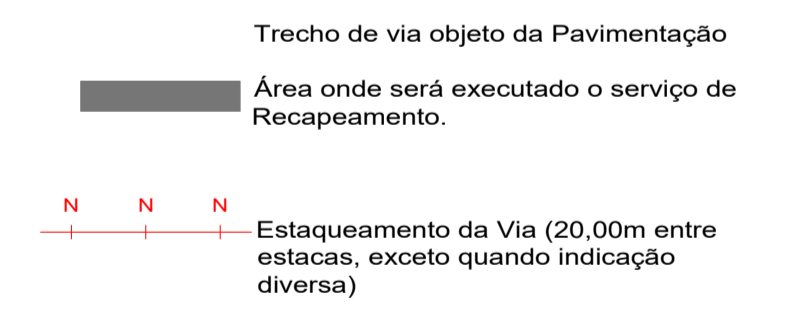 Trecho de via objeto da Pavimentação
Área onde será executado o serviço de
Recapeamento.
N N N
Estaqueamento da Via (20,00m entre
estacas, exceto quando indicação
diversa)